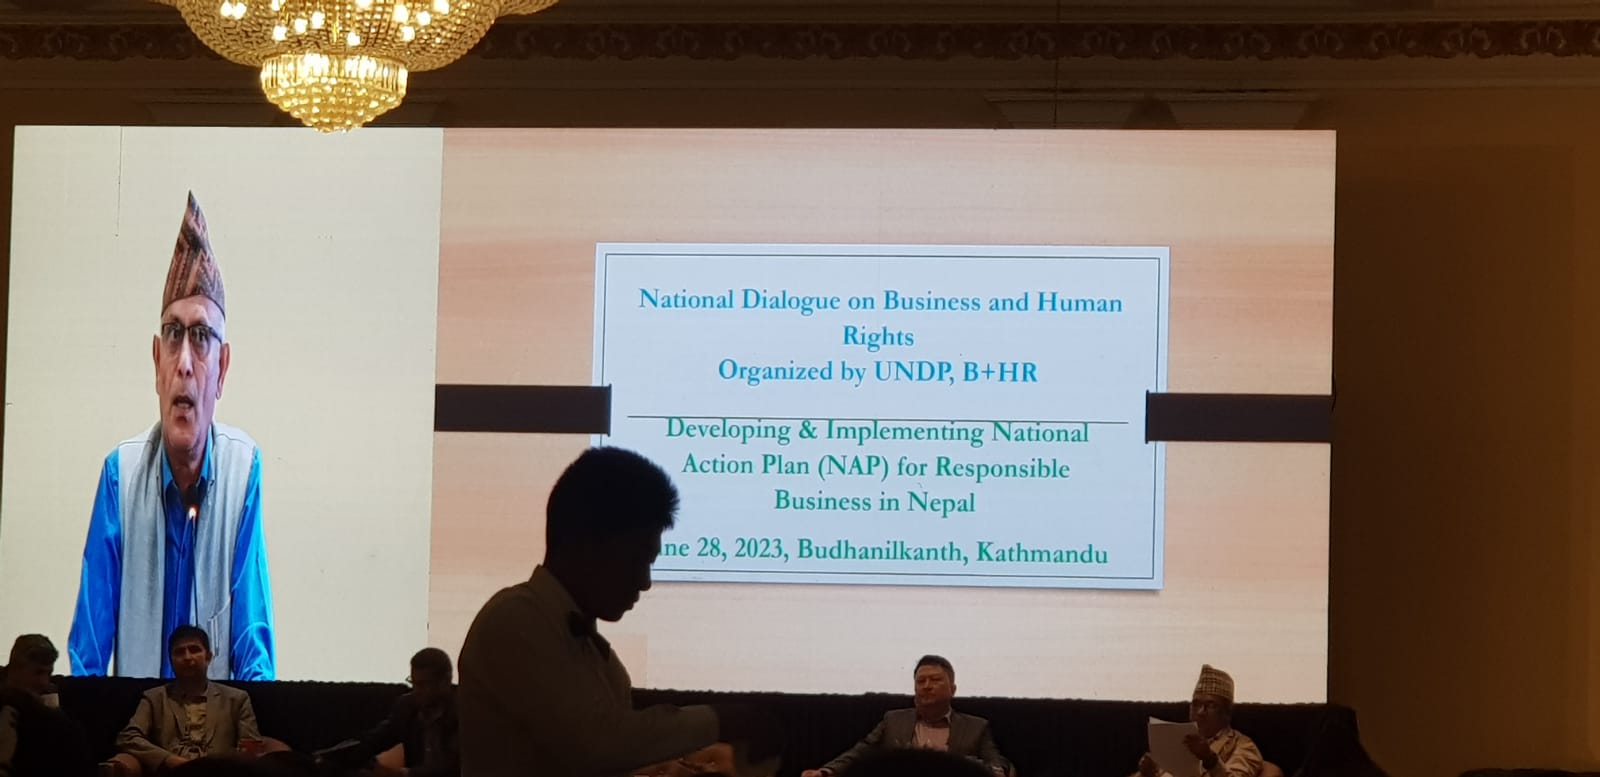 National Dialogue on Business and Human
Rights
Organized by UNDP, B+HR
Developing & Implementing National
Action Plan (NAP) for Responsible
Business in Nepal
28, 2023, Budhanilkanth, Kathmandu